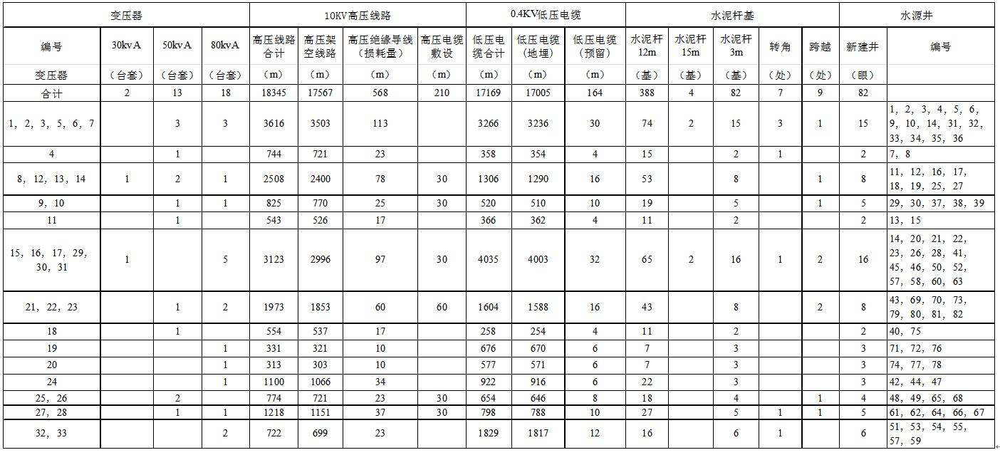 变压器 10KV高压线路 0.4KV低压电缆 水泥杆基 水源井
编号 30kvA 50kvA 80kvA 高压线路合计 高压架空线路 高压绝缘导线（损耗量） 高压电缆敷设 低压电缆合计 低压电缆(地埋) 低压电缆(预留) 水泥杆12m 水泥杆15m 水泥杆3m 转角 跨越 新建井 编号
变压器 （台套） （台套） （台套） （m） （m） （m） （m） （m） （m） （m） （基） （基） （基） （处） （处） （眼）
合计 2 13 18 18345 17567 568 210 17169 17005 164 388 4 82 7 9 82
1，2，3，5，6，7 3 3 3616 3503 113 3266 3236 30 74 2 15 3 1 15 1，2，3，4，5，6，
9，10，14，31，32，
33，34，35，36
4 1 744 721 23 358 354 4 15 2 1 2 7，8
8，12，13，14 1 2 1 2508 2400 78 30 1306 1290 16 53 8 1 8 11，12，16，17，
18，19，25，27
9，10 1 1 825 770 25 30 520 510 10 19 5 1 5 29，30，37，38，39
11 1 543 526 17 366 362 4 11 2 2 13，15
15，16，17，29，
30，31 1 5 3123 2996 97 30 4035 4003 32 65 2 16 1 2 16 14，20，21，22，
23，26，28，41，
45，46，50，52，
57，58，60，63
21，22，23 1 2 1973 1853 60 60 1604 1588 16 43 8 2 8 43，69，70，73，
79，80，81，82
18 1 554 537 17 258 254 4 11 2 2 40，75
19 1 331 321 10 676 670 6 7 3 3 71，72，76
20 1 313 303 10 577 571 6 7 3 3 74，77，78
24 1 1100 1066 34 922 916 6 22 3 3 42，44，47
25，26 2 774 721 23 30 654 646 8 18 4 1 4 48，49，65，68
27，28 1 1 1218 1151 37 30 798 788 10 27 5 1 1 5 61，62，64，66，67
32，33 2 722 699 23 1829 1817 12 16 6 1 6 51，53，54，55，
57，59